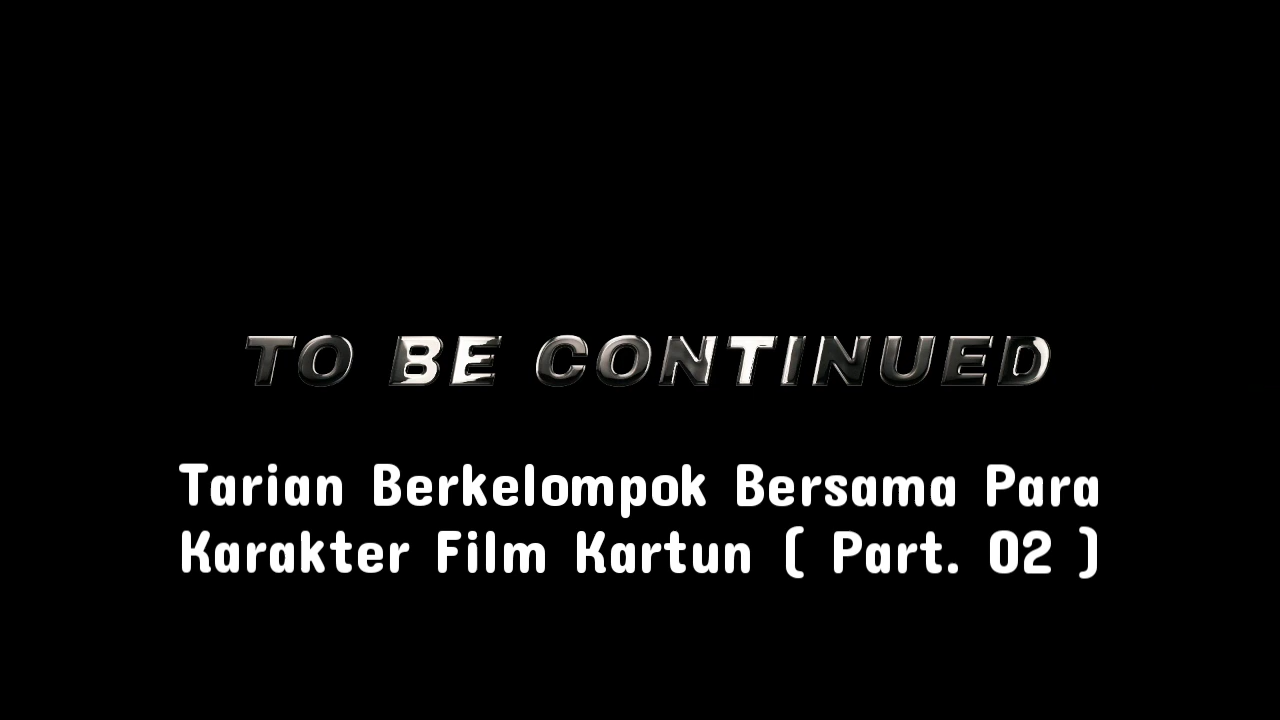 TO BE CONTINUED
Tarian Berkelompok Bersama Para
Karakter Film Kartun ( Part. 02 )